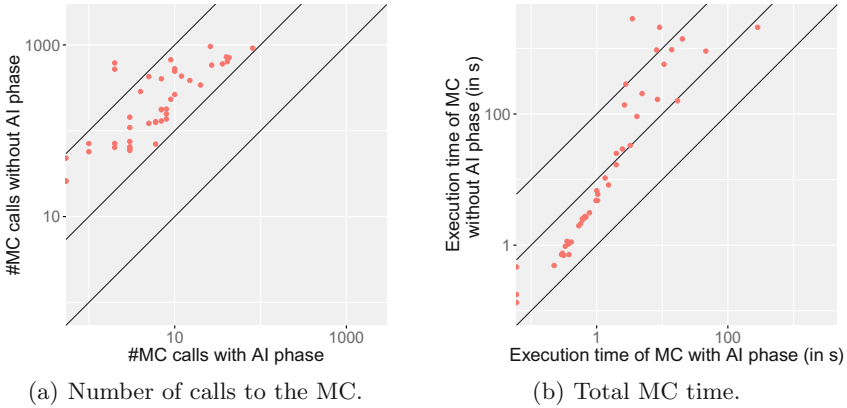 #MC calls without AI phase
1000
10
10
1000
#MC calls with AI phase
(a) Number of calls to the MC.
Execution time of MC
without AI phase (in s)
100
1
1
100
Execution time of MC with AI phase (in s)
(b) Total MC time.